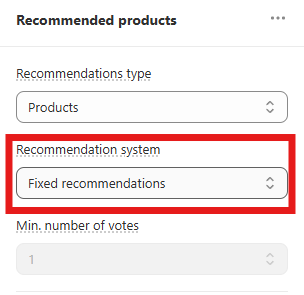 Recommended products
Recommendations type
Products
Recommendation system
Fixed recommendations
Min. number of votes
1